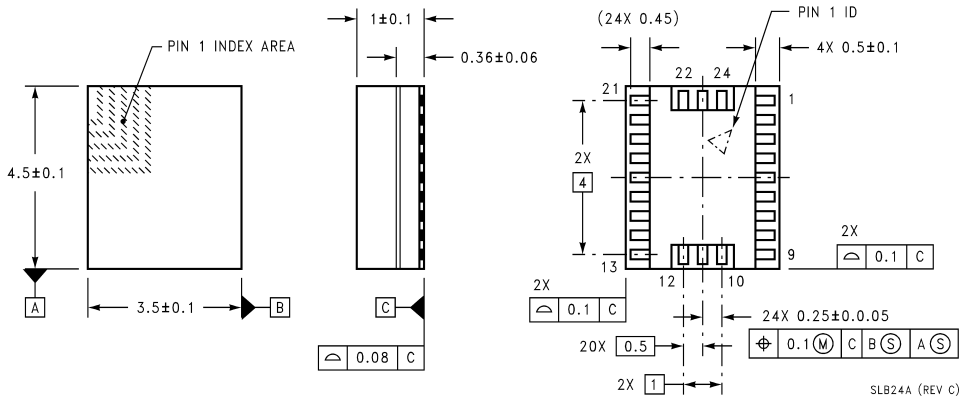 PIN 1 INDEX AREA
4.5±0.1
A
3.5±0.1
B
1±0.1
0.36±0.06
C
⌓ 0.08 C
(24X 0.45)
PIN 1 ID
4X 0.5±0.1
22 24
21 1
2X
4
13 9
12 10
2X
⌓ 0.1 C
2X
⌓ 0.1 C
24X 0.25±0.0.05
⌖ 0.1 Ⓜ C B Ⓢ A Ⓢ
20X 0.5
2X 1
SLB24A (REV C)